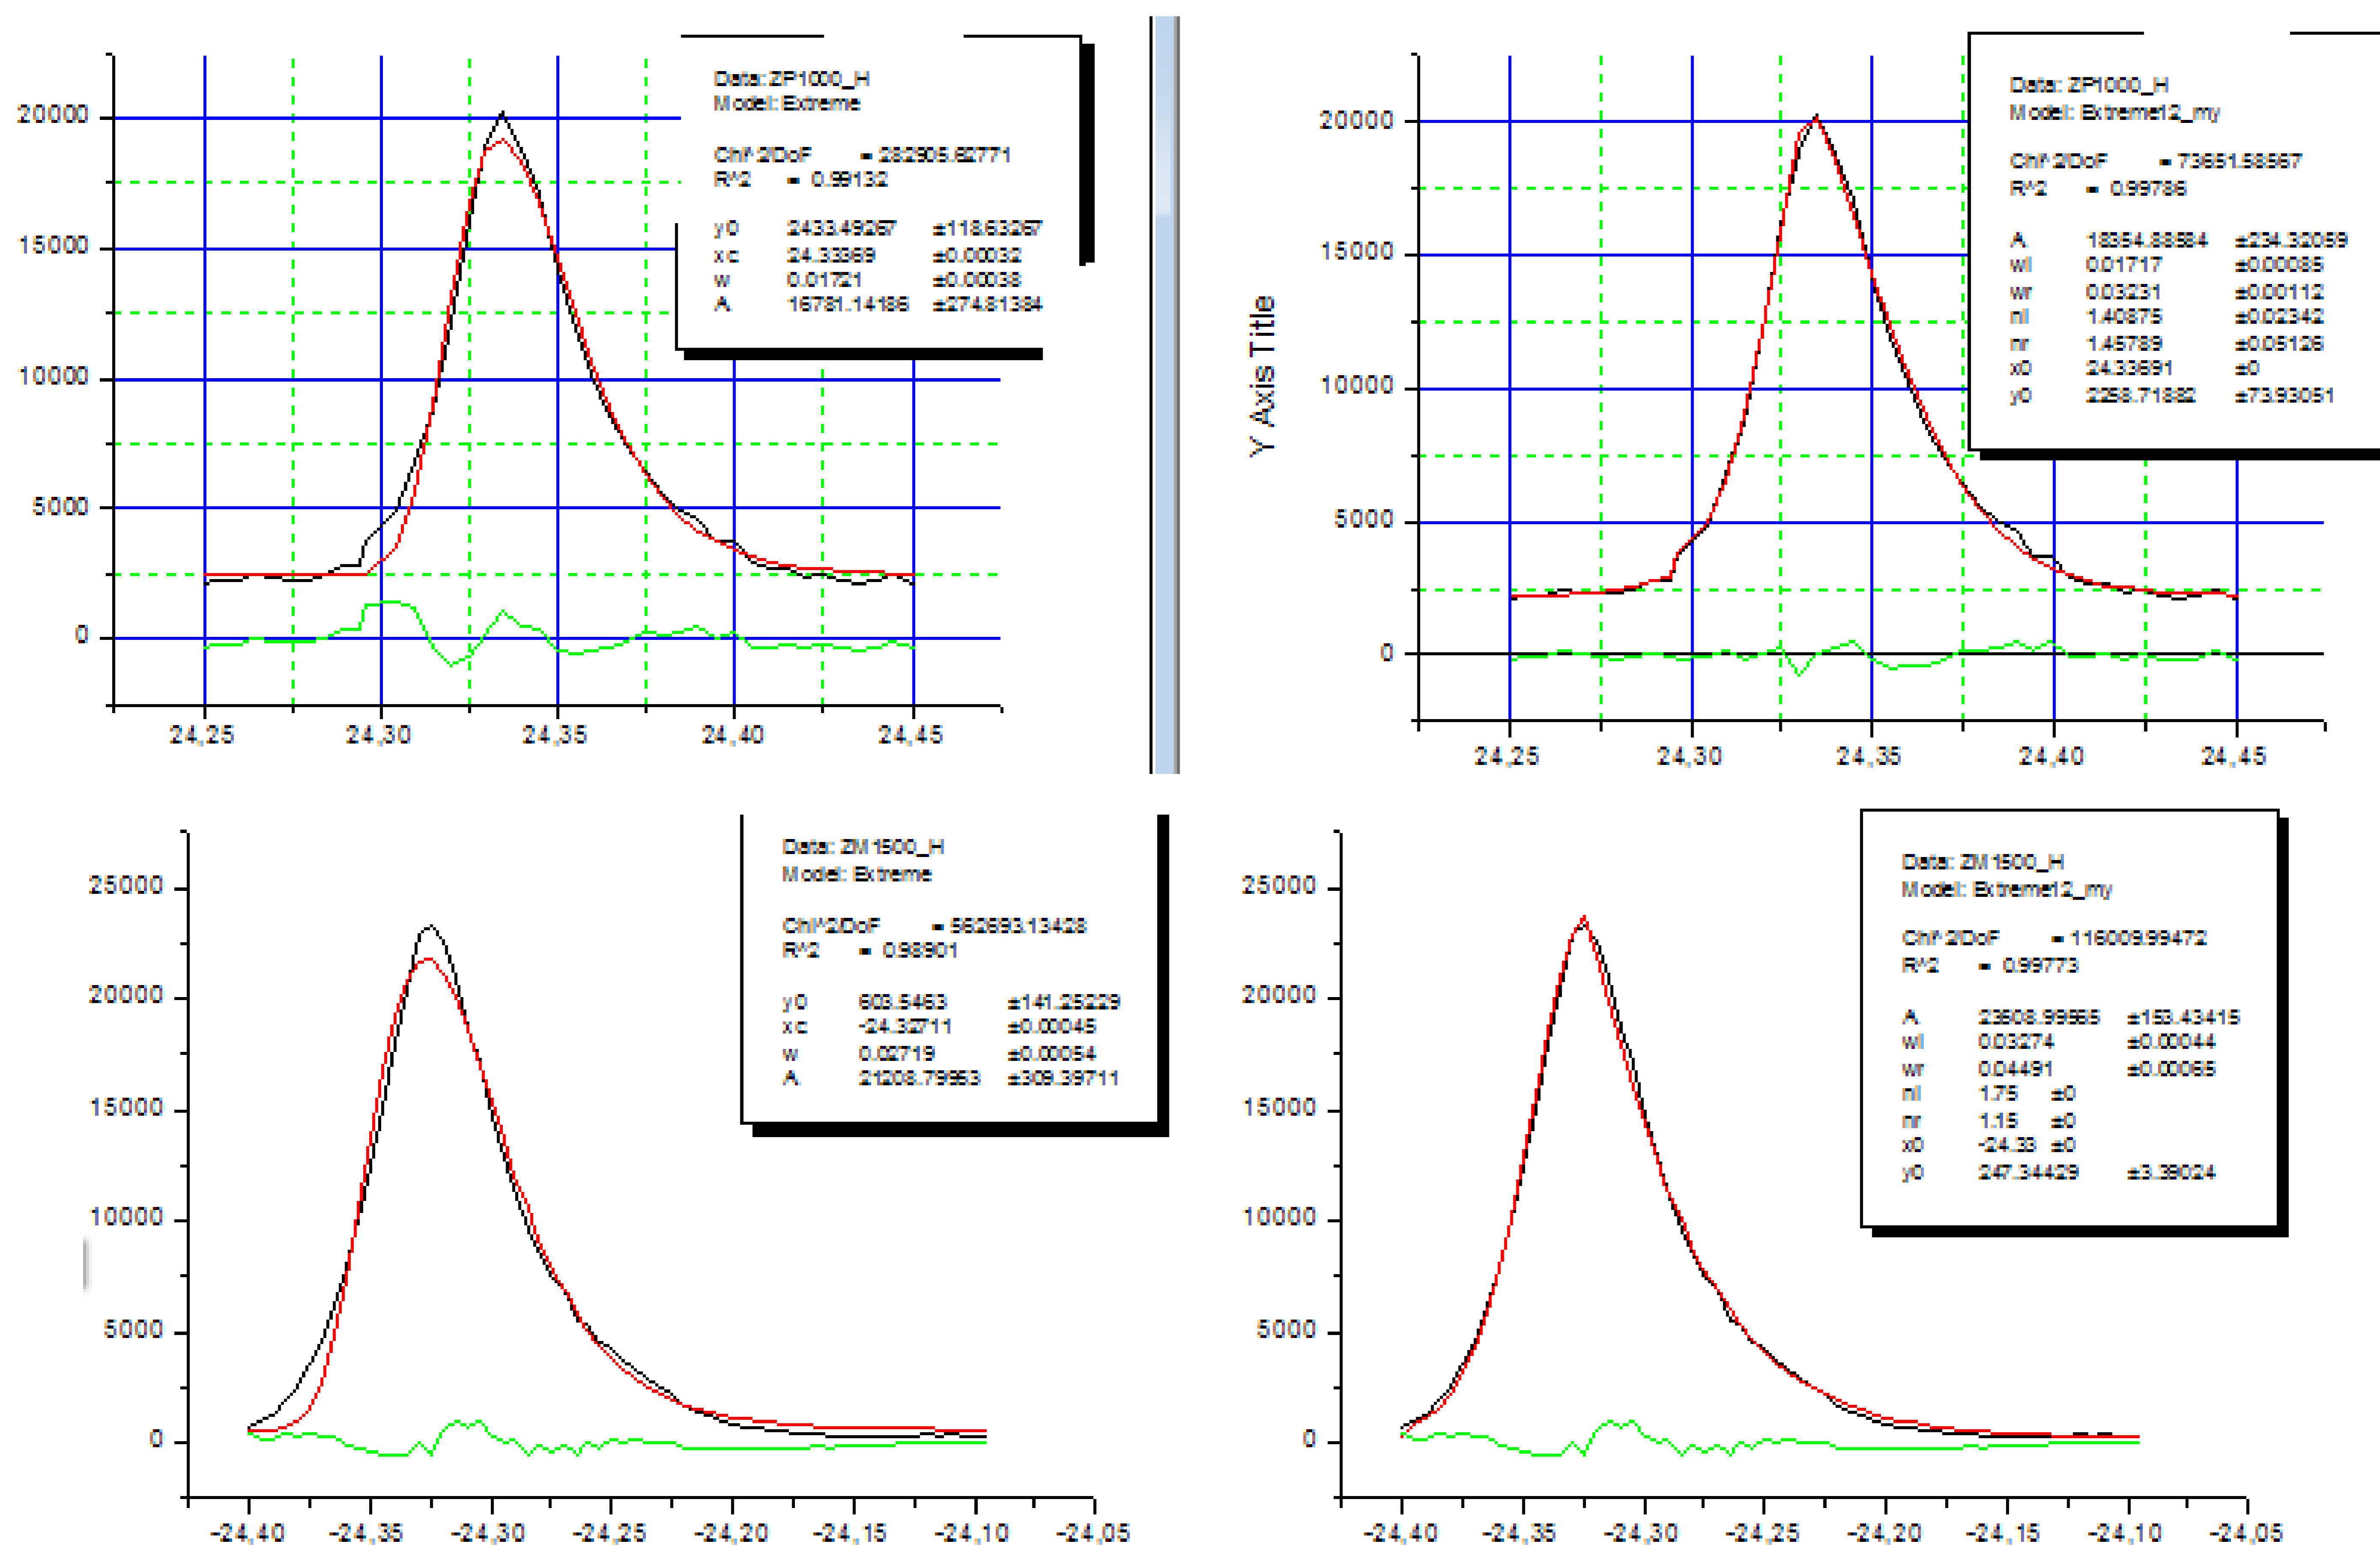 Data: ZP1000_H
Model: Extreme
Chi^2/DoF = 282905.62771
R^2 = 0.99132
y0 2433.49267 ±118.63267
xc 24.33369 ±0.00032
w 0.01721 ±0.00038
A 16781.14186 ±274.81384
20000
15000
10000
5000
0
24,25 24,30 24,35 24,40 24,45
Data: ZP1000_H
Model: Extreme12_my
Chi^2/DoF = 73651.58567
R^2 = 0.99786
A 18354.88584 ±234.32059
wl 0.01717 ±0.00085
wr 0.03231 ±0.00112
nl 1.40875 ±0.02342
nr 1.45789 ±0.05126
x0 24.33691 ±0
y0 2258.71882 ±73.93051
Y Axis Title
20000
15000
10000
5000
0
24,25 24,30 24,35 24,40 24,45
Data: ZM1500_H
Model: Extreme
Chi^2/DoF = 562693.13428
R^2 = 0.98901
y0 603.5463 ±141.25229
xc -24.32711 ±0.00045
w 0.02719 ±0.00054
A 21208.79953 ±309.39711
25000
20000
15000
10000
5000
0
-24,40 -24,35 -24,30 -24,25 -24,20 -24,15 -24,10 -24,05
Data: ZM1500_H
Model: Extreme12_my
Chi^2/DoF = 116009.99472
R^2 = 0.99773
A 23508.99565 ±153.43415
wl 0.03274 ±0.00044
wr 0.04491 ±0.00065
nl 1.75 ±0
nr 1.15 ±0
x0 -24.33 ±0
y0 247.34429 ±3.39024
25000
20000
15000
10000
5000
0
-24,40 -24,35 -24,30 -24,25 -24,20 -24,15 -24,10 -24,05